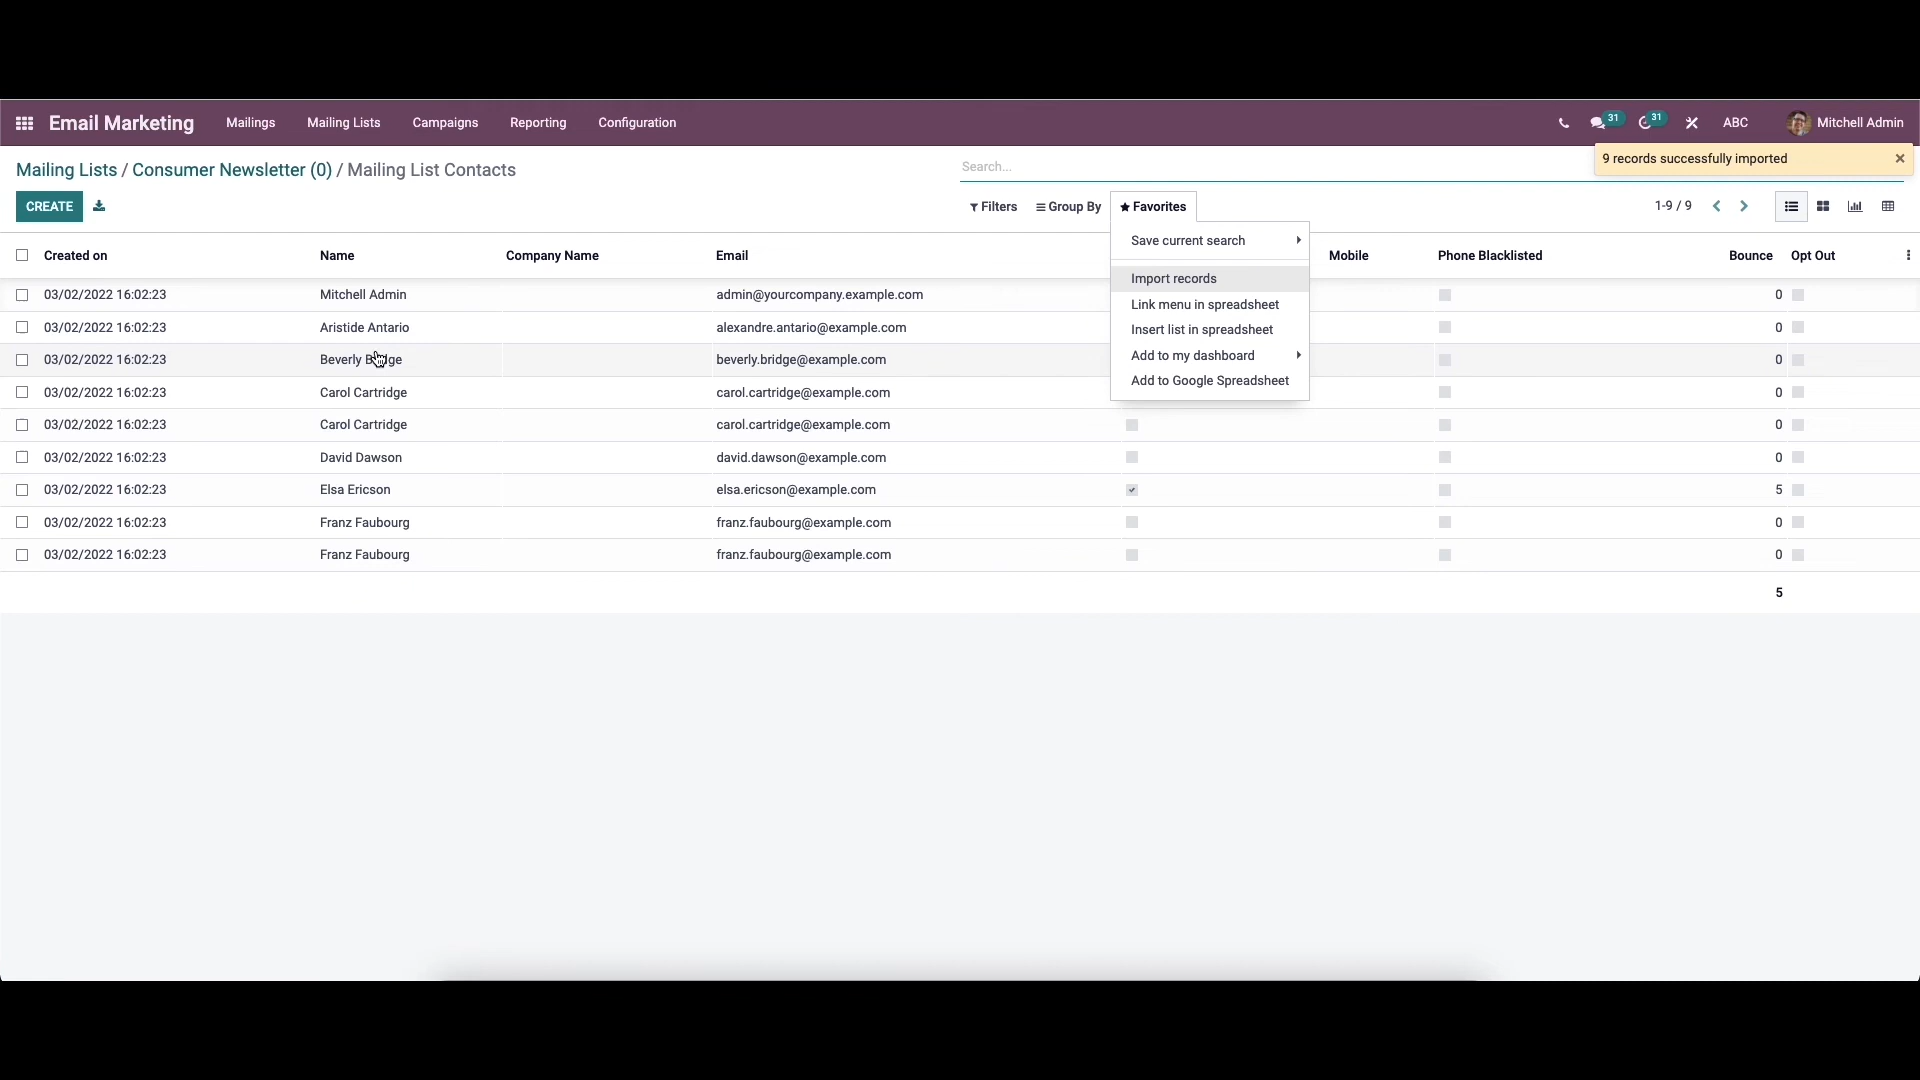 Email Marketing Mailings Mailing Lists Campaigns Reporting Configuration 31 31 ABC Mitchell Admin
9 records successfully imported
Mailing Lists / Consumer Newsletter (0) / Mailing List Contacts Search...
CREATE Filters Group By Favorites 1-9 / 9
Save current search
Import records
Link menu in spreadsheet
Insert list in spreadsheet
Add to my dashboard
Add to Google Spreadsheet
Created on Name Company Name Email Mobile Phone Blacklisted Bounce Opt Out
03/02/2022 16:02:23 Mitchell Admin admin@yourcompany.example.com 0
03/02/2022 16:02:23 Aristide Antario alexandre.antario@example.com 0
03/02/2022 16:02:23 Beverly beverly.bridge@example.com 0
03/02/2022 16:02:23 Carol Cartridge carol.cartridge@example.com 0
03/02/2022 16:02:23 Carol Cartridge carol.cartridge@example.com 0
03/02/2022 16:02:23 David Dawson david.dawson@example.com 0
03/02/2022 16:02:23 Elsa Ericson elsa.ericson@example.com 5
03/02/2022 16:02:23 Franz Faubourg franz.faubourg@example.com 0
03/02/2022 16:02:23 Franz Faubourg franz.faubourg@example.com 0
5